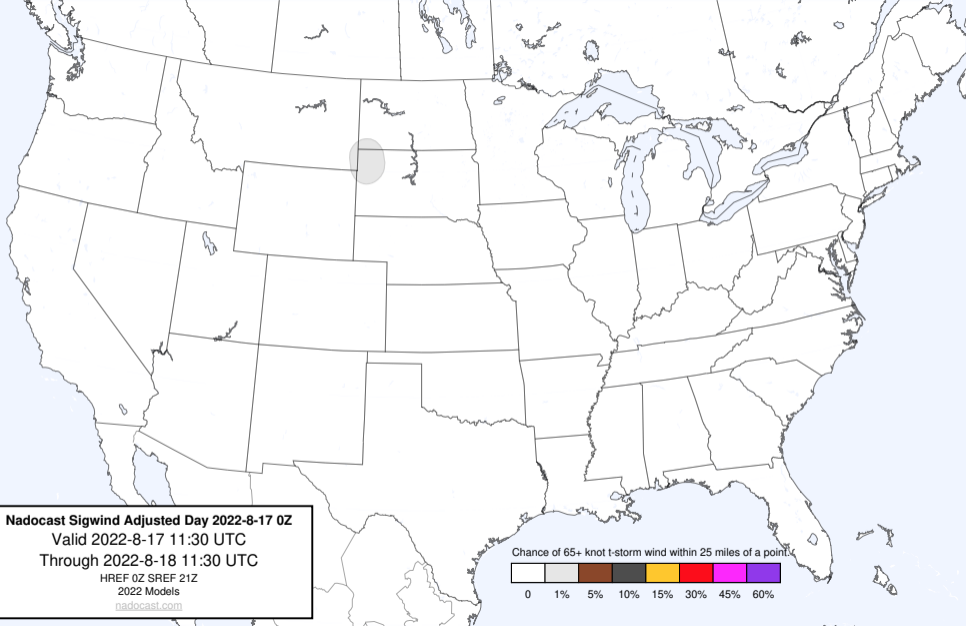 Nadocast Sigwind Adjusted Day 2022-8-17 0Z
Valid 2022-8-17 11:30 UTC
Through 2022-8-18 11:30 UTC
HREF 0Z SREF 21Z
2022 Models
nadocast.com
Chance of 65+ knot t-storm wind within 25 miles of a point.
0 1% 5% 10% 15% 30% 45% 60%